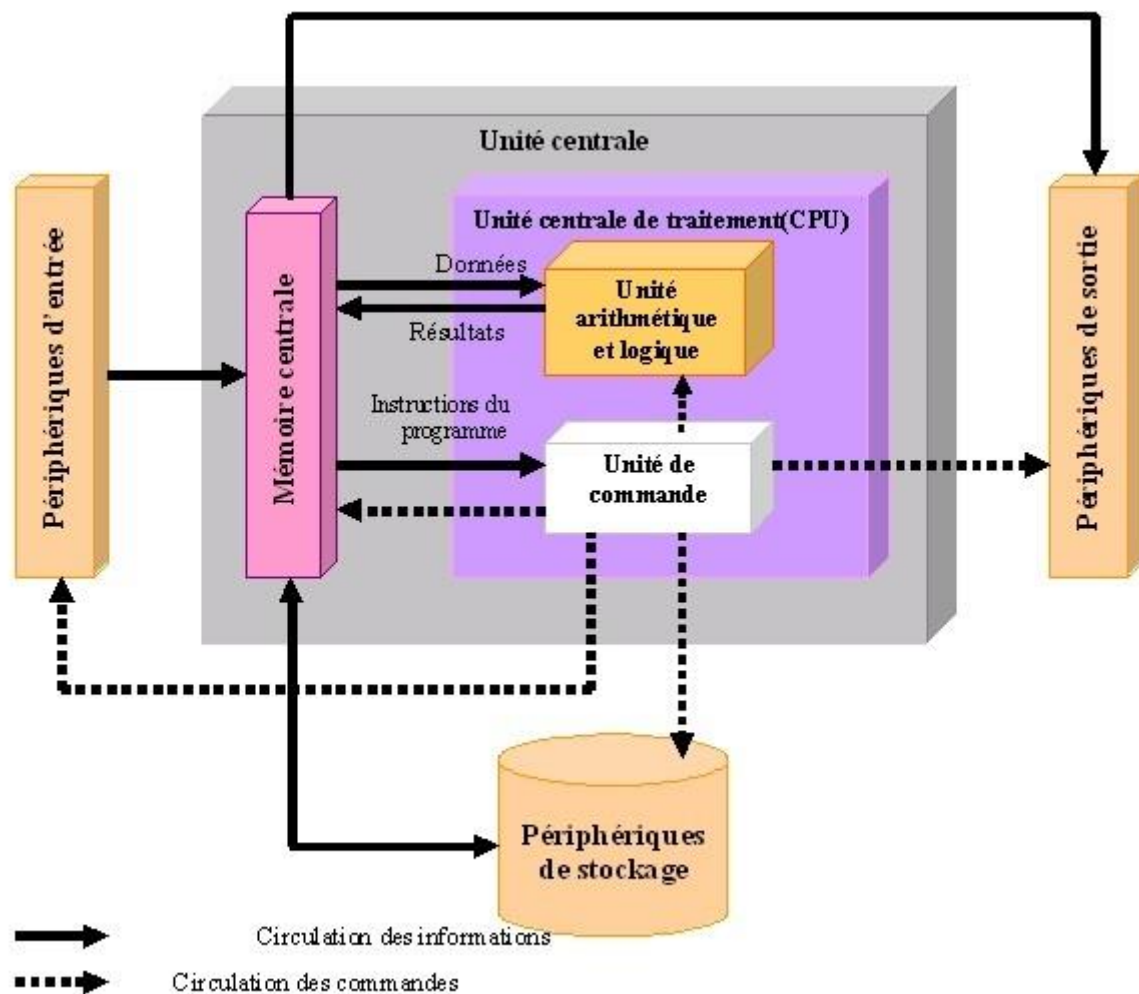 Unité centrale
Unité centrale de traitement(CPU)
Périphériques d'entrée
Mémoire centrale
Données
Résultats
Unité
arithmétique
et logique
Instructions du
programme
Unité de
commande
Périphériques de sortie
Périphériques
de stockage
Circulation des informations
Circulation des commandes